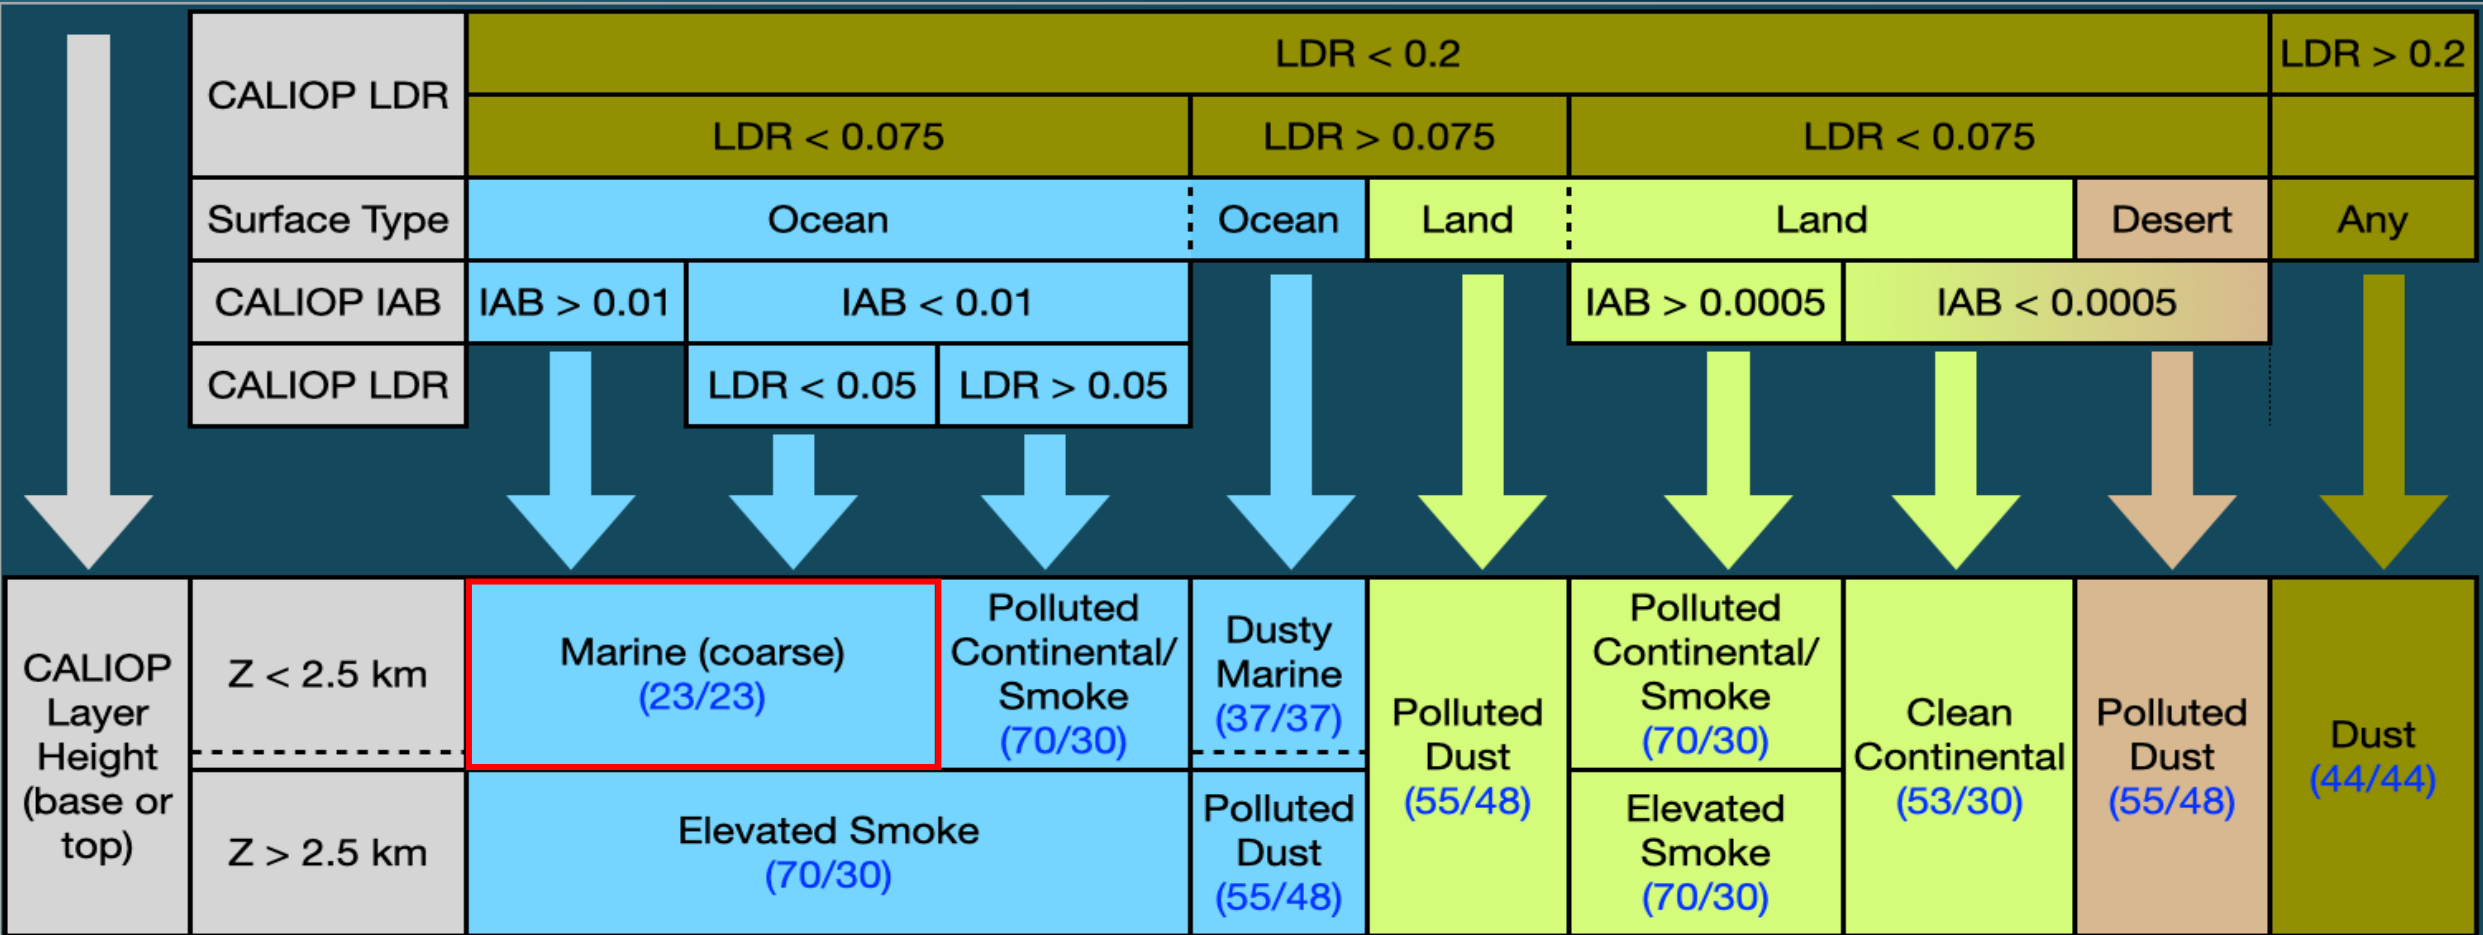 CALIOP LDR
LDR < 0.2
LDR > 0.2
LDR < 0.075
LDR > 0.075
LDR < 0.075
Surface Type
Ocean
Ocean
Land
Land
Desert
Any
CALIOP IAB
IAB > 0.01
IAB < 0.01
IAB > 0.0005
IAB < 0.0005
CALIOP LDR
LDR < 0.05
LDR > 0.05
CALIOP
Layer
Height
(base or
top)
Z < 2.5 km
Marine (coarse)
(23/23)
Polluted
Continental/
Smoke
(70/30)
Dusty
Marine
(37/37)
Polluted
Dust
(55/48)
Polluted
Continental/
Smoke
(70/30)
Clean
Continental
(53/30)
Polluted
Dust
(55/48)
Dust
(44/44)
Z > 2.5 km
Elevated Smoke
(70/30)
Polluted
Dust
(55/48)
Elevated
Smoke
(70/30)